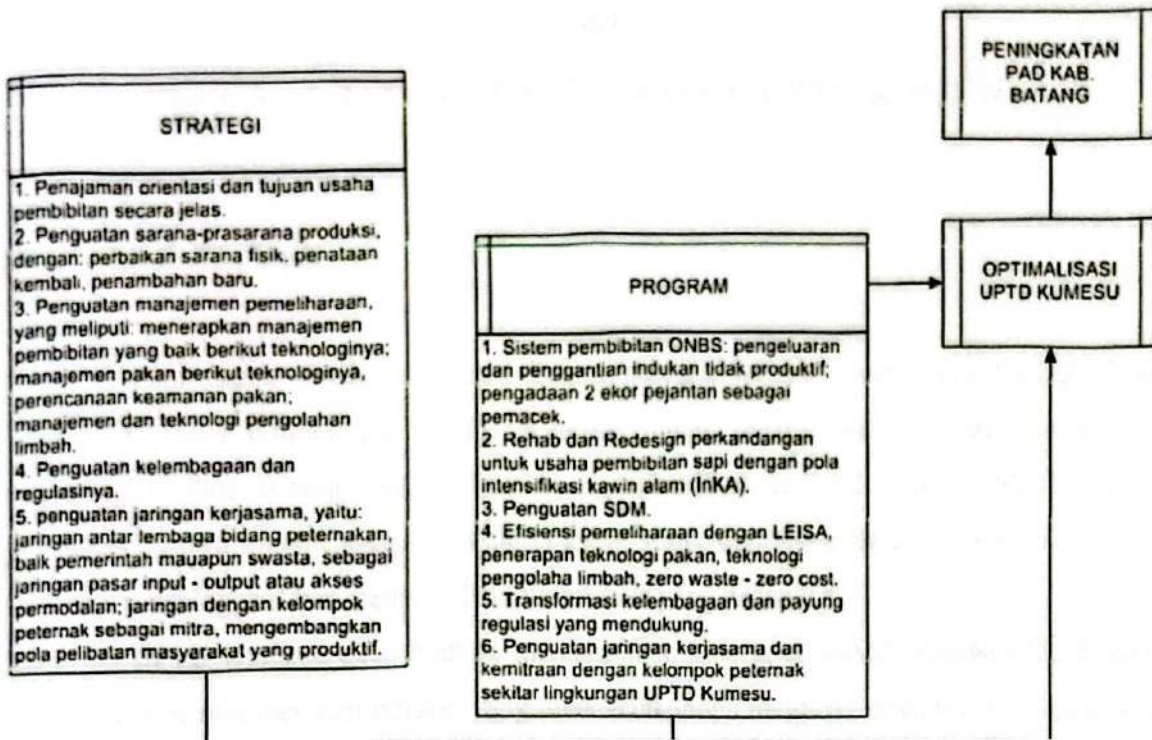 STRATEGI
1. Penajaman orientasi dan tujuan usaha
pembibitan secara jelas.
2. Penguatan sarana-prasarana produksi,
dengan: perbaikan sarana fisik, penataan
kembali, penambahan baru.
3. Penguatan manajemen pemeliharaan,
yang meliputi: menerapkan manajemen
pembibitan yang baik berikut teknologinya;
manajemen pakan berikut teknologinya,
perencanaan keamanan pakan;
manajemen dan teknologi pengolahan
limbah.
4. Penguatan kelembagaan dan
regulasinya.
5. penguatan jaringan kerjasama, yaitu:
jaringan antar lembaga bidang peternakan,
baik pemerintah mauapun swasta, sebagai
jaringan pasar input - output atau akses
permodalan; jaringan dengan kelompok
peternak sebagai mitra, mengembangkan
pola pelibatan masyarakat yang produktif.
PROGRAM
1. Sistem pembibitan ONBS: pengeluaran
dan penggantian indukan tidak produktif;
pengadaan 2 ekor pejantan sebagai
pemacek.
2. Rehab dan Redesign perkandangan
untuk usaha pembibitan sapi dengan pola
intensifikasi kawin alam (InKA).
3. Penguatan SDM.
4. Efisiensi pemeliharaan dengan LEISA,
penerapan teknologi pakan, teknologi
pengolaha limbah, zero waste - zero cost.
5. Transformasi kelembagaan dan payung
regulasi yang mendukung.
6. Penguatan jaringan kerjasama dan
kemitraan dengan kelompok peternak
sekitar lingkungan UPTD Kumesu.
PENINGKATAN
PAD KAB.
BATANG
OPTIMALISASI
UPTD KUMESU